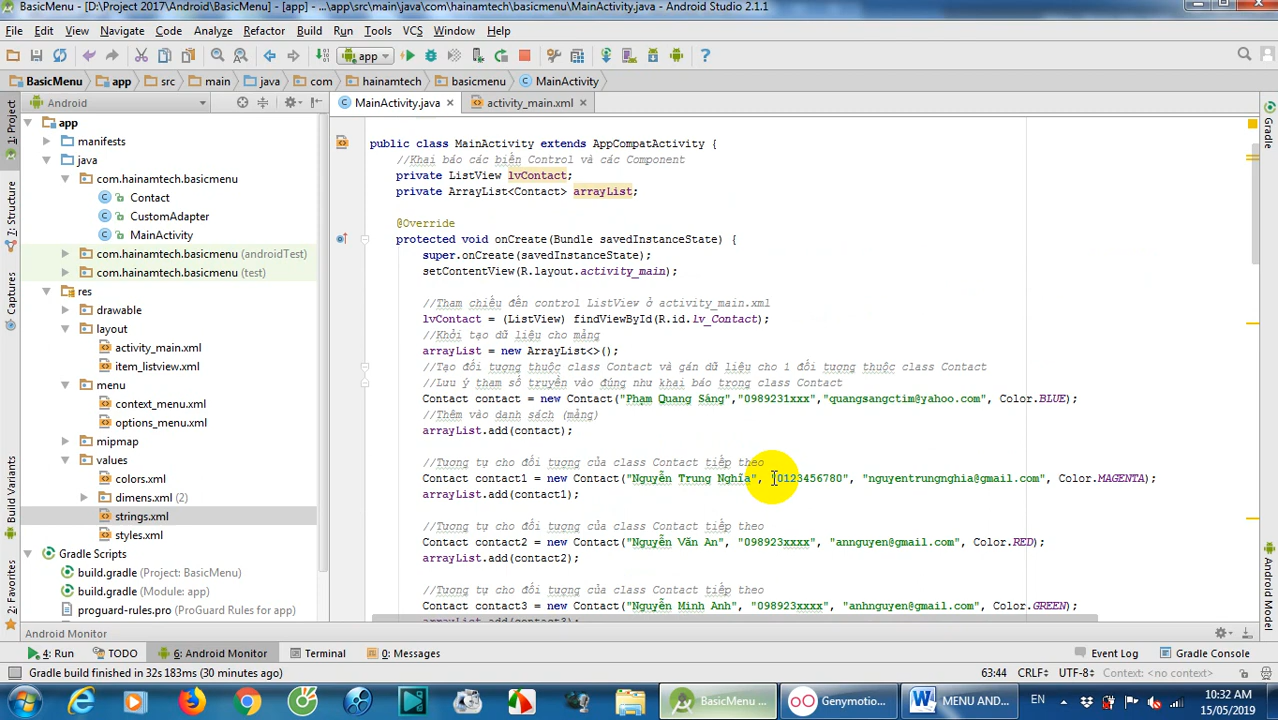 BasicMenu - [D:\Project 2017\BasicMenu] - [app] - ...\app\src\main\java\com\hainamtech\basicmenu\MainActivity.java - Android Studio 2.1.1
File Edit View Navigate Code Analyze Refactor Build Run Tools VCS Window Help
app
BasicMenu app src main java com hainamtech basicmenu MainActivity
Android
MainActivity.java activity_main.xml
1: Project
7: Structure
Captures
Build Variants
2: Favorites
app
manifests
java
com.hainamtech.basicmenu
Contact
CustomAdapter
MainActivity
com.hainamtech.basicmenu (androidTest)
com.hainamtech.basicmenu (test)
res
drawable
layout
activity_main.xml
item_listview.xml
menu
context_menu.xml
options_menu.xml
mipmap
values
colors.xml
dimens.xml (2)
strings.xml
styles.xml
Gradle Scripts
build.gradle (Project: BasicMenu)
build.gradle (Module: app)
proguard-rules.pro (ProGuard Rules for app)
public class MainActivity extends AppCompatActivity {
//Khai báo các biến Control và các Component
private ListView lvContact;
private ArrayList<Contact> arrayList;
@Override
protected void onCreate(Bundle savedInstanceState) {
super.onCreate(savedInstanceState);
setContentView(R.layout.activity_main);
//Tham chiếu đến control ListView ở activity_main.xml
lvContact = (ListView) findViewById(R.id.lv_Contact);
//Khởi tạo dữ liệu cho mảng
arrayList = new ArrayList<>();
//Tạo đối tượng thuộc class Contact và gán dữ liệu cho 1 đối tượng thuộc class Contact
//Lưu ý tham số truyền vào đúng như khai báo trong class Contact
Contact contact = new Contact("Phạm Quang Sáng","0989231xxx","quangsangctim@yahoo.com", Color.BLUE);
//Thêm vào danh sách (mảng)
arrayList.add(contact);
//Tương tự cho đối tượng của class Contact tiếp theo
Contact contact1 = new Contact("Nguyễn Trung Nghĩa", "0123456780", "nguyentrungnghia@gmail.com", Color.MAGENTA);
arrayList.add(contact1);
//Tương tự cho đối tượng của class Contact tiếp theo
Contact contact2 = new Contact("Nguyễn Văn An", "098923xxxx", "annguyen@gmail.com", Color.RED);
arrayList.add(contact2);
//Tương tự cho đối tượng của class Contact tiếp theo
Contact contact3 = new Contact("Nguyễn Minh Anh", "098923xxxx", "anhnguyen@gmail.com", Color.GREEN);
arrayList.add(contact3);
Gradle
Android Model
Android Monitor
4: Run TODO 6: Android Monitor Terminal 0: Messages Event Log Gradle Console
Gradle build finished in 32s 183ms (30 minutes ago) 63:44 CRLF UTF-8 Context: <no context>
BasicMenu ... Genymotio... MENU AND... EN 10:32 AM
15/05/2019